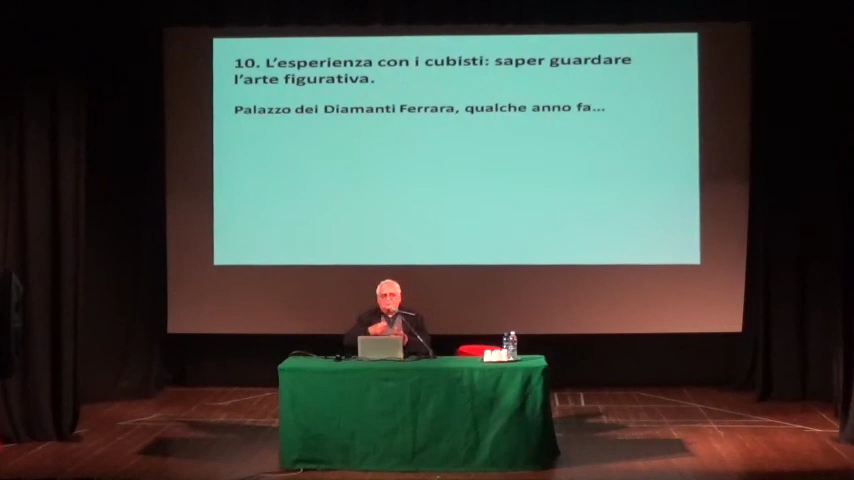 10. L'esperienza con i cubisti: saper guardare
l'arte figurativa.
Palazzo dei Diamanti Ferrara, qualche anno fa...